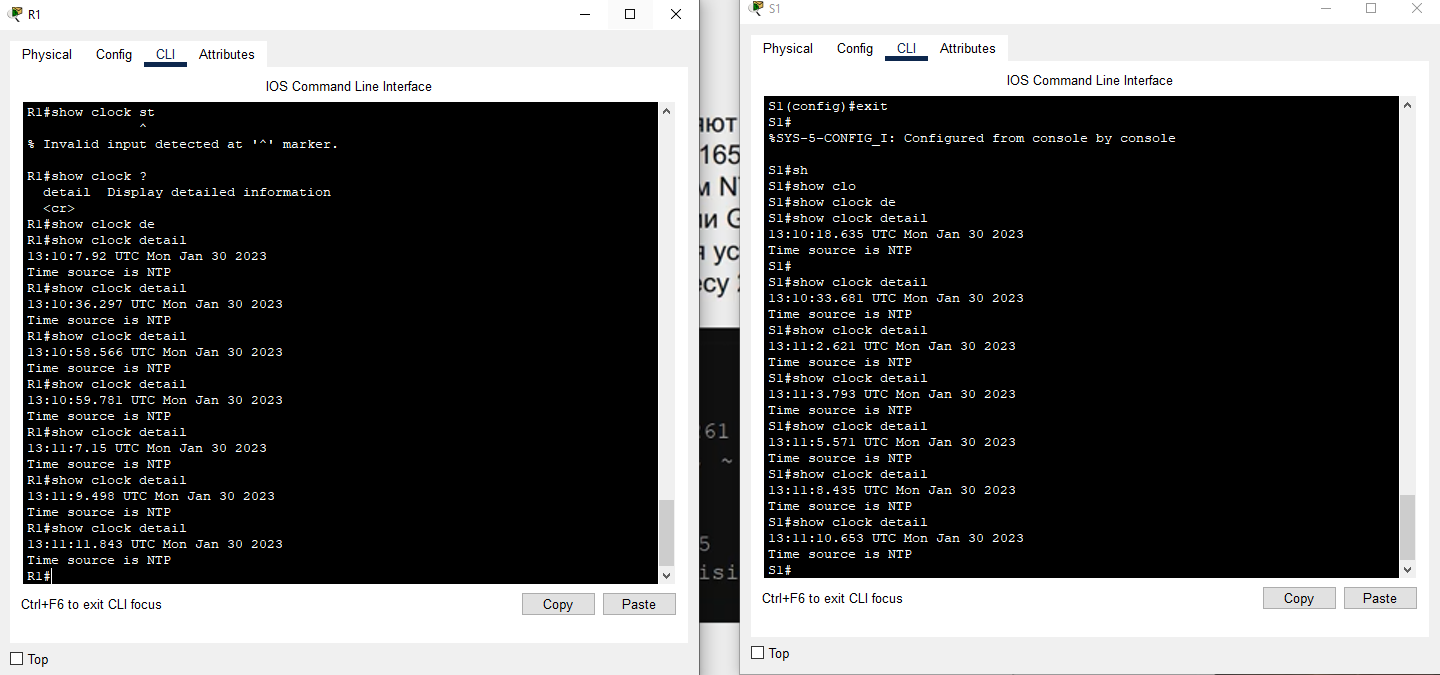 R1
Physical Config CLI Attributes
IOS Command Line Interface
R1#show clock st
^
% Invalid input detected at '^' marker.
R1#show clock ?
detail Display detailed information
<cr>
R1#show clock de
R1#show clock detail
13:10:7.92 UTC Mon Jan 30 2023
Time source is NTP
R1#show clock detail
13:10:36.297 UTC Mon Jan 30 2023
Time source is NTP
R1#show clock detail
13:10:58.566 UTC Mon Jan 30 2023
Time source is NTP
R1#show clock detail
13:10:59.781 UTC Mon Jan 30 2023
Time source is NTP
R1#show clock detail
13:11:7.15 UTC Mon Jan 30 2023
Time source is NTP
R1#show clock detail
13:11:9.498 UTC Mon Jan 30 2023
Time source is NTP
R1#show clock detail
13:11:11.843 UTC Mon Jan 30 2023
Time source is NTP
R1#
Ctrl+F6 to exit CLI focus
Copy Paste
Top
165
261
~
5
isi
S1
Physical Config CLI Attributes
IOS Command Line Interface
S1(config)#exit
S1#
%SYS-5-CONFIG_I: Configured from console by console
S1#sh
S1#show clo
S1#show clock de
S1#show clock detail
13:10:18.635 UTC Mon Jan 30 2023
Time source is NTP
S1#
S1#show clock detail
13:10:33.681 UTC Mon Jan 30 2023
Time source is NTP
S1#show clock detail
13:11:2.621 UTC Mon Jan 30 2023
Time source is NTP
S1#show clock detail
13:11:3.793 UTC Mon Jan 30 2023
Time source is NTP
S1#show clock detail
13:11:5.571 UTC Mon Jan 30 2023
Time source is NTP
S1#show clock detail
13:11:8.435 UTC Mon Jan 30 2023
Time source is NTP
S1#show clock detail
13:11:10.653 UTC Mon Jan 30 2023
Time source is NTP
S1#
Ctrl+F6 to exit CLI focus
Copy Paste
Top